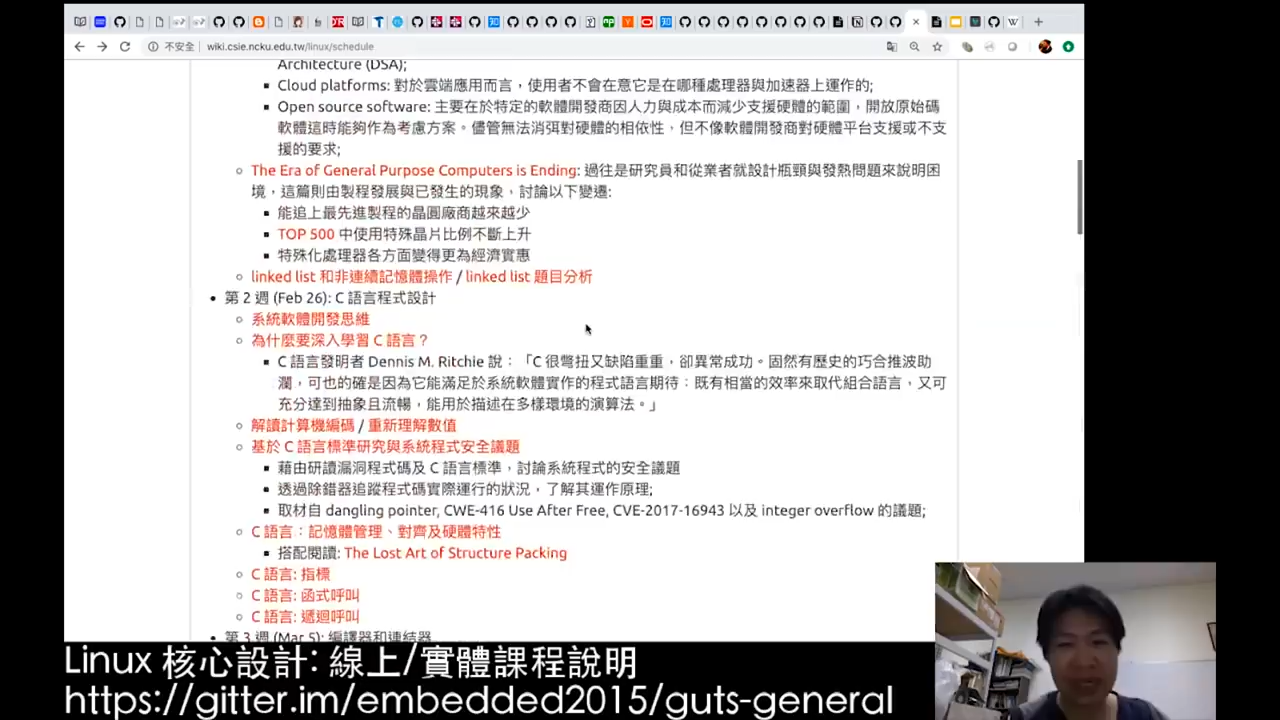 不安全 wiki.csie.ncku.edu.tw/linux/schedule
Architecture (DSA);
Cloud platforms: 對於雲端應用而言，使用者不會在意它是在哪種處理器與加速器上運作的;
Open source software: 主要在於特定的軟體開發商因人力與成本而減少支援硬體的範圍，開放原始碼
軟體這時能夠作為考慮方案。儘管無法消弭對硬體的相依性，但不像軟體開發商對硬體平台支援或不支
援的要求;
The Era of General Purpose Computers is Ending: 過往是研究員和從業者就設計瓶頸與發熱問題來說明困
境，這篇則由製程發展與已發生的現象，討論以下變遷:
能追上最先進製程的晶圓廠商越來越少
TOP 500 中使用特殊晶片比例不斷上升
特殊化處理器各方面變得更為經濟實惠
linked list 和非連續記憶體操作 / linked list 題目分析
第 2 週 (Feb 26): C 語言程式設計
系統軟體開發思維
為什麼要深入學習 C 語言？
C 語言發明者 Dennis M. Ritchie 說：「C 很彆扭又缺陷重重，卻異常成功。固然有歷史的巧合推波助
瀾，可也的確是因為它能滿足於系統軟體實作的程式語言期待：既有相當的效率來取代組合語言，又可
充分達到抽象且流暢，能用於描述在多樣環境的演算法。」
解讀計算機編碼 / 重新理解數值
基於 C 語言標準研究與系統程式安全議題
藉由研讀漏洞程式碼及 C 語言標準，討論系統程式的安全議題
透過除錯器追蹤程式碼實際運行的狀況，了解其運作原理;
取材自 dangling pointer, CWE-416 Use After Free, CVE-2017-16943 以及 integer overflow 的議題;
C 語言：記憶體管理、對齊及硬體特性
搭配閱讀: The Lost Art of Structure Packing
C 語言: 指標
C 語言: 函式呼叫
C 語言: 遞迴呼叫
第 3 週 (Mar 5): 編譯器和連結器
Linux 核心設計: 線上/實體課程說明
https://gitter.im/embedded2015/guts-general